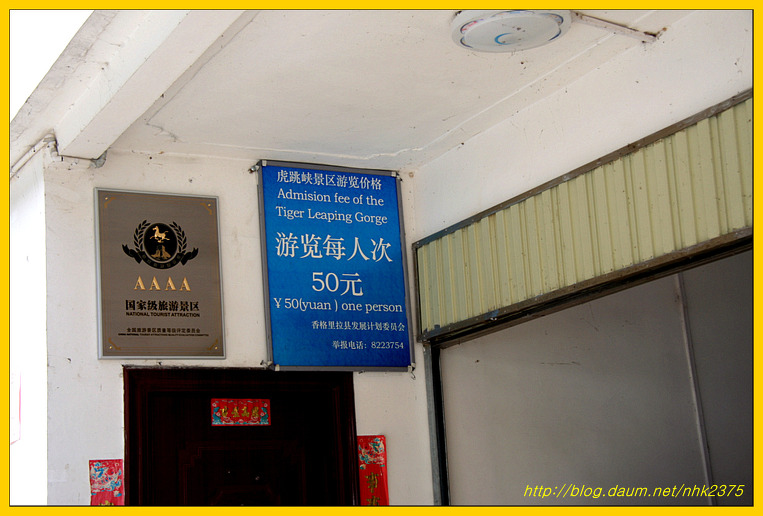 AAAA
国家级旅游景区
NATIONAL TOURIST ATTRACTION
虎跳峡景区游览价格
Admision fee of the
Tiger Leaping Gorge
游览每人次
50元
￥50(yuan) one person
香格里拉县发展计划委员会
举报电话：8223754
http://blog.daum.net/nhk2375